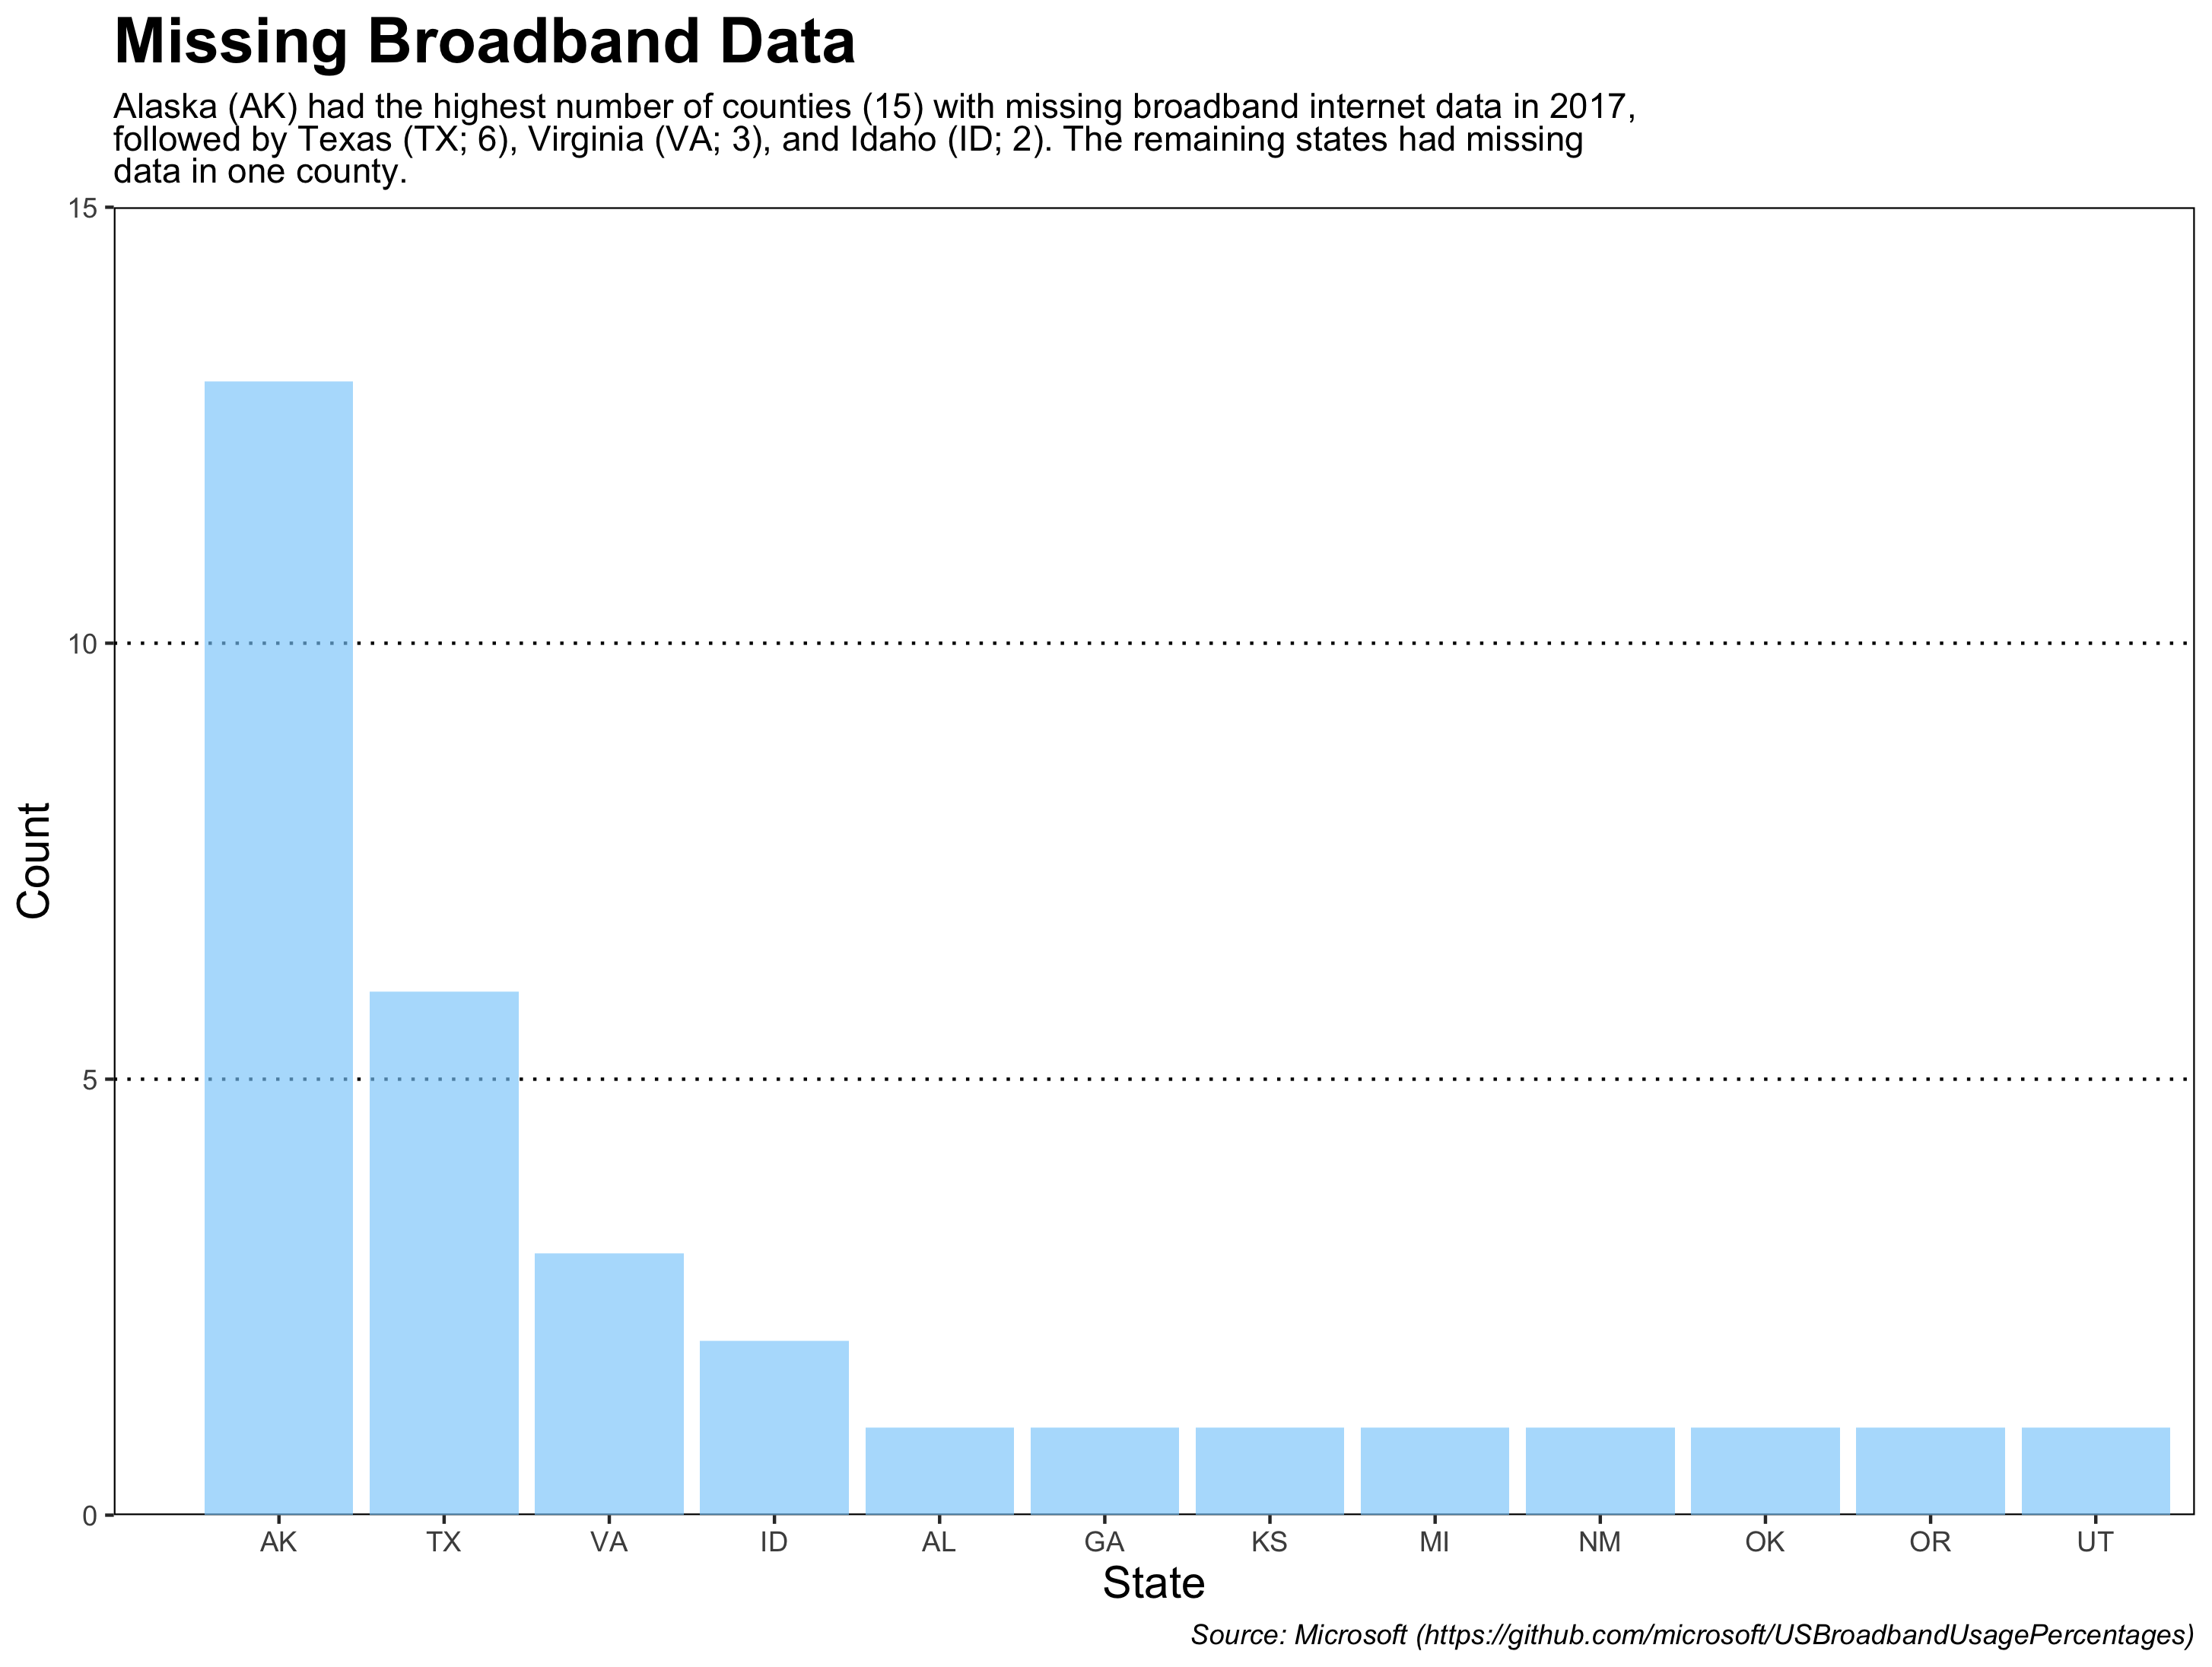 Missing Broadband Data
Alaska (AK) had the highest number of counties (15) with missing broadband internet data in 2017,
followed by Texas (TX; 6), Virginia (VA; 3), and Idaho (ID; 2). The remaining states had missing
data in one county.
15
10
5
0
Count
AK TX VA ID AL GA KS MI NM OK OR UT
State
Source: Microsoft (https://github.com/microsoft/USBroadbandUsagePercentages)